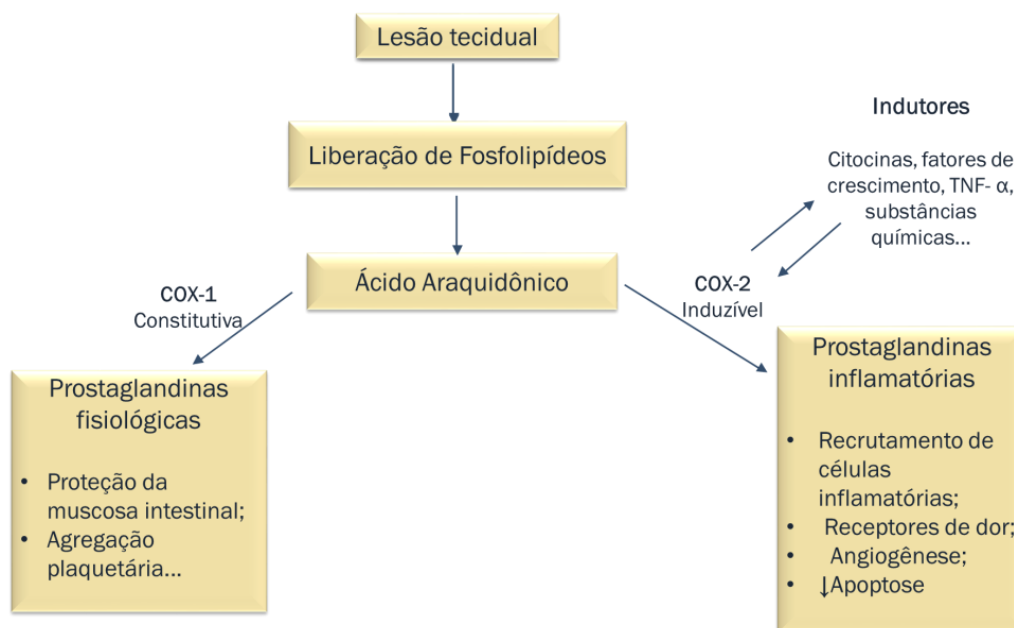 Lesão tecidual
Liberação de Fosfolipídeos
Indutores
Citocinas, fatores de
crescimento, TNF- α,
substâncias
químicas...
Ácido Araquidônico
COX-1
Constitutiva
COX-2
Induzível
Prostaglandinas
fisiológicas
• Proteção da
muscosa intestinal;
• Agregação
plaquetária...
Prostaglandinas
inflamatórias
• Recrutamento de
células
inflamatórias;
• Receptores de dor;
• Angiogênese;
• ↓Apoptose